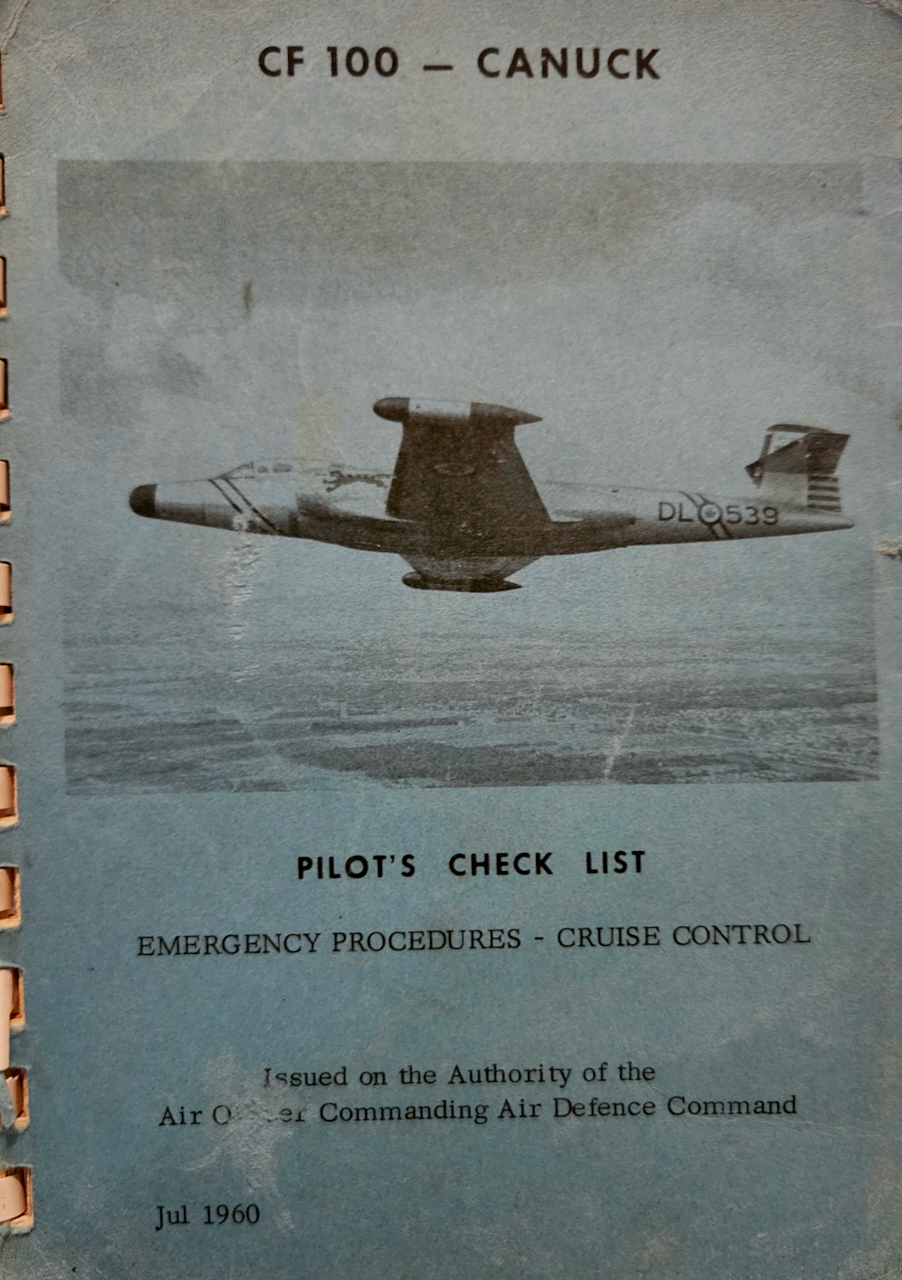 CF 100 — CANUCK
DL 539
PILOT'S CHECK LIST
EMERGENCY PROCEDURES - CRUISE CONTROL
Issued on the Authority of the
Air Commanding Air Defence Command
Jul 1960